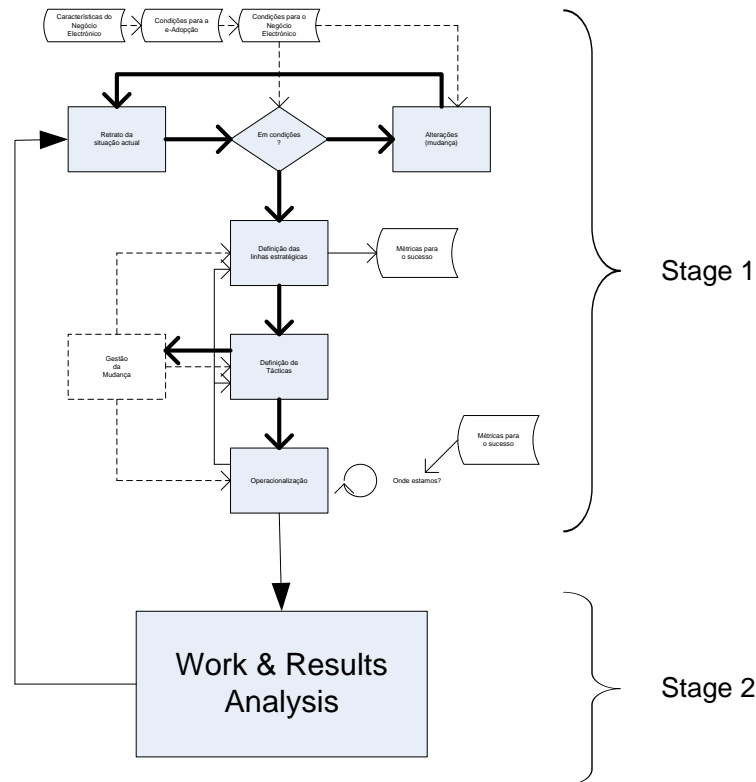 Características do
Negócio
Electrónico
Condições para a
e-Adopção
Condições para o
Negócio
Electrónico
Retrato da
situação actual
Em condições
?
Alterações
(mudança)
Definição das
linhas estratégicas
Métricas para
o sucesso
Stage 1
Gestão
da
Mudança
Definição de
Tácticas
Métricas para
o sucesso
Operacionalização
Onde estamos?
Work & Results
Analysis
Stage 2